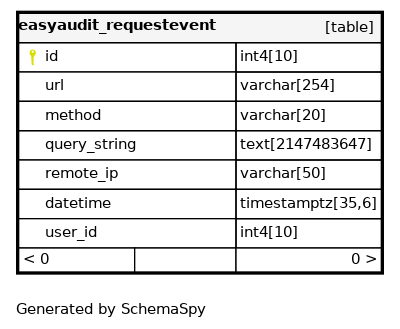 easyaudit_requestevent [table]
id int4[10]
url varchar[254]
method varchar[20]
query_string text[2147483647]
remote_ip varchar[50]
datetime timestamptz[35,6]
user_id int4[10]
< 0 0 >
Generated by SchemaSpy